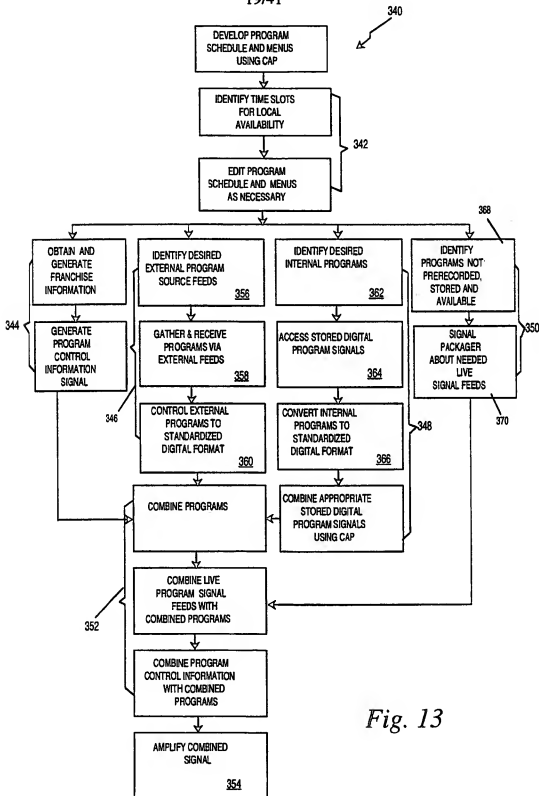 19/41
340
DEVELOP PROGRAM
SCHEDULE AND MENUS
USING CAP
IDENTIFY TIME SLOTS
FOR LOCAL
AVAILABILITY
342
EDIT PROGRAM
SCHEDULE AND MENUS
AS NECESSARY
368
OBTAIN AND
GENERATE
FRANCHISE
INFORMATION
IDENTIFY DESIRED
EXTERNAL PROGRAM
SOURCE FEEDS
356
IDENTIFY DESIRED
INTERNAL PROGRAMS
362
IDENTIFY
PROGRAMS NOT
PRERECORDED,
STORED AND
AVAILABLE
350
344
GENERATE
PROGRAM
CONTROL
INFORMATION
SIGNAL
GATHER & RECEIVE
PROGRAMS VIA
EXTERNAL FEEDS
358
ACCESS STORED DIGITAL
PROGRAM SIGNALS
364
SIGNAL
PACKAGER
ABOUT NEEDED
LIVE
SIGNAL FEEDS
370
346
CONTROL EXTERNAL
PROGRAMS TO
STANDARDIZED
DIGITAL FORMAT
360
CONVERT INTERNAL
PROGRAMS TO
STANDARDIZED
DIGITAL FORMAT
366
348
COMBINE PROGRAMS
COMBINE APPROPRIATE
STORED DIGITAL
PROGRAM SIGNALS
USING CAP
352
COMBINE LIVE
PROGRAM SIGNAL
FEEDS WITH
COMBINED PROGRAMS
COMBINE PROGRAM
CONTROL INFORMATION
WITH COMBINED
PROGRAMS
Fig. 13
AMPLIFY COMBINED
SIGNAL
354